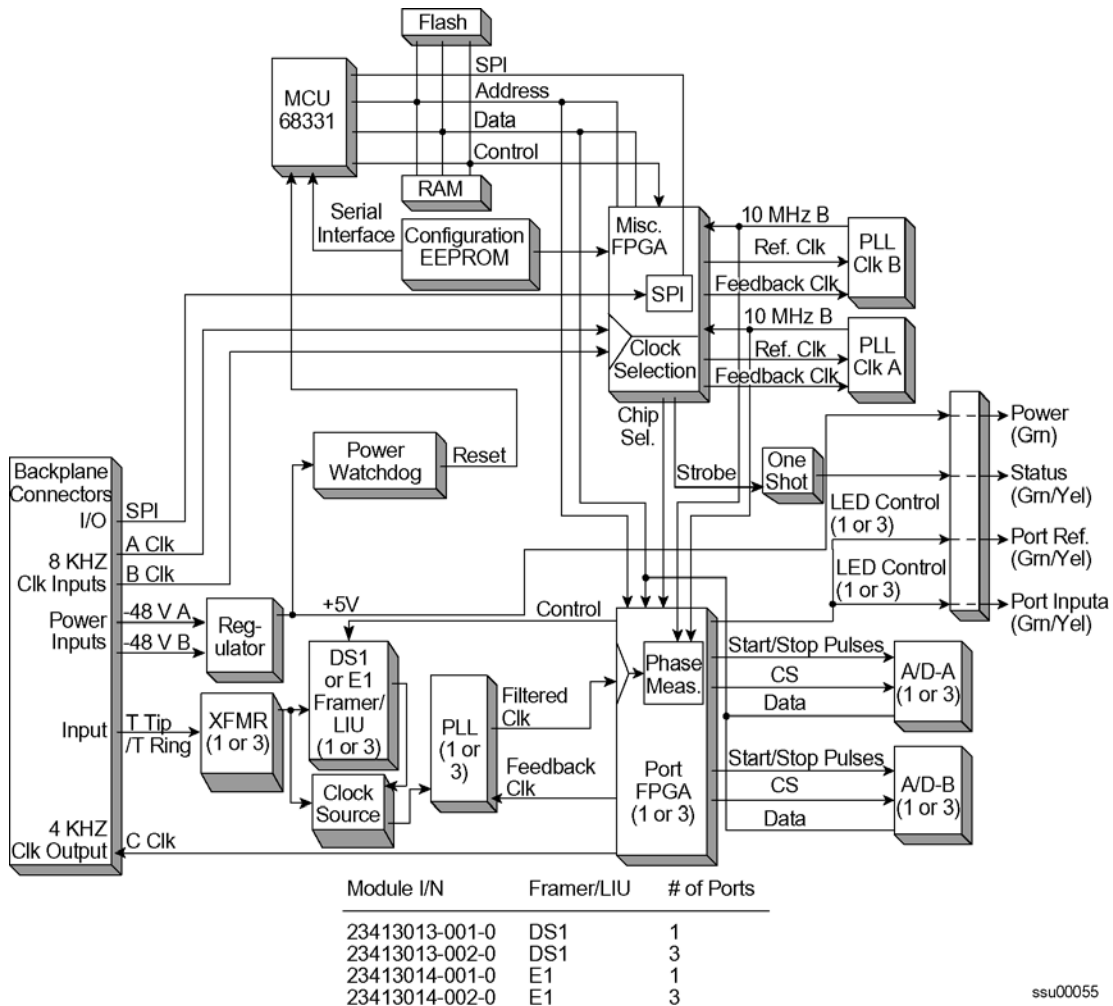 Flash
SPI
MCU
68331
Address
Data
Control
RAM
Serial
Interface
Configuration
EEPROM
Misc.
FPGA
SPI
Clock
Selection
10 MHz B
Ref. Clk
Feedback Clk
PLL
Clk B
10 MHz B
Ref. Clk
Feedback Clk
PLL
Clk A
Chip
Sel.
Strobe
One
Shot
Power
(Grn)
Status
(Grn/Yel)
LED Control
(1 or 3)
Port Ref.
(Grn/Yel)
LED Control
(1 or 3)
Port Inputa
(Grn/Yel)
Power
Watchdog
Reset
Backplane
Connectors
I/O
SPI
8 KHZ
Clk Inputs
A Clk
B Clk
Power
Inputs
-48 V A
-48 V B
Reg-
ulator
+5V
Control
DS1
or E1
Framer/
LIU
(1 or 3)
Input
T Tip
/T Ring
XFMR
(1 or 3)
Clock
Source
PLL
(1 or
3)
Filtered
Clk
Feedback
Clk
Phase
Meas.
Port
FPGA
(1 or 3)
Start/Stop Pulses
CS
Data
A/D-A
(1 or 3)
Start/Stop Pulses
CS
Data
A/D-B
(1 or 3)
4 KHZ
Clk Output
C Clk
Module I/N Framer/LIU # of Ports
23413013-001-0 DS1 1
23413013-002-0 DS1 3
23413014-001-0 E1 1
23413014-002-0 E1 3
ssu00055